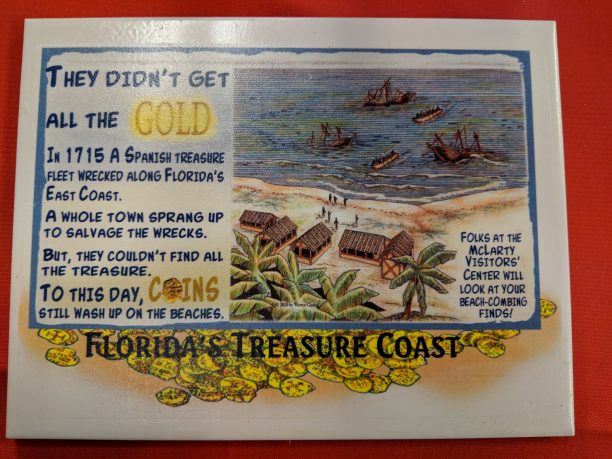 THEY DIDN'T GET
ALL THE GOLD
IN 1715 A SPANISH TREASURE
FLEET WRECKED ALONG FLORIDA'S
EAST COAST.
A WHOLE TOWN SPRANG UP
TO SALVAGE THE WRECKS.
BUT, THEY COULDN'T FIND ALL
THE TREASURE.
TO THIS DAY, COINS
STILL WASH UP ON THE BEACHES.
FOLKS AT THE
MCLARTY
VISITORS'
CENTER WILL
LOOK AT YOUR
BEACH-COMBING
FINDS!
FLORIDA'S TREASURE COAST